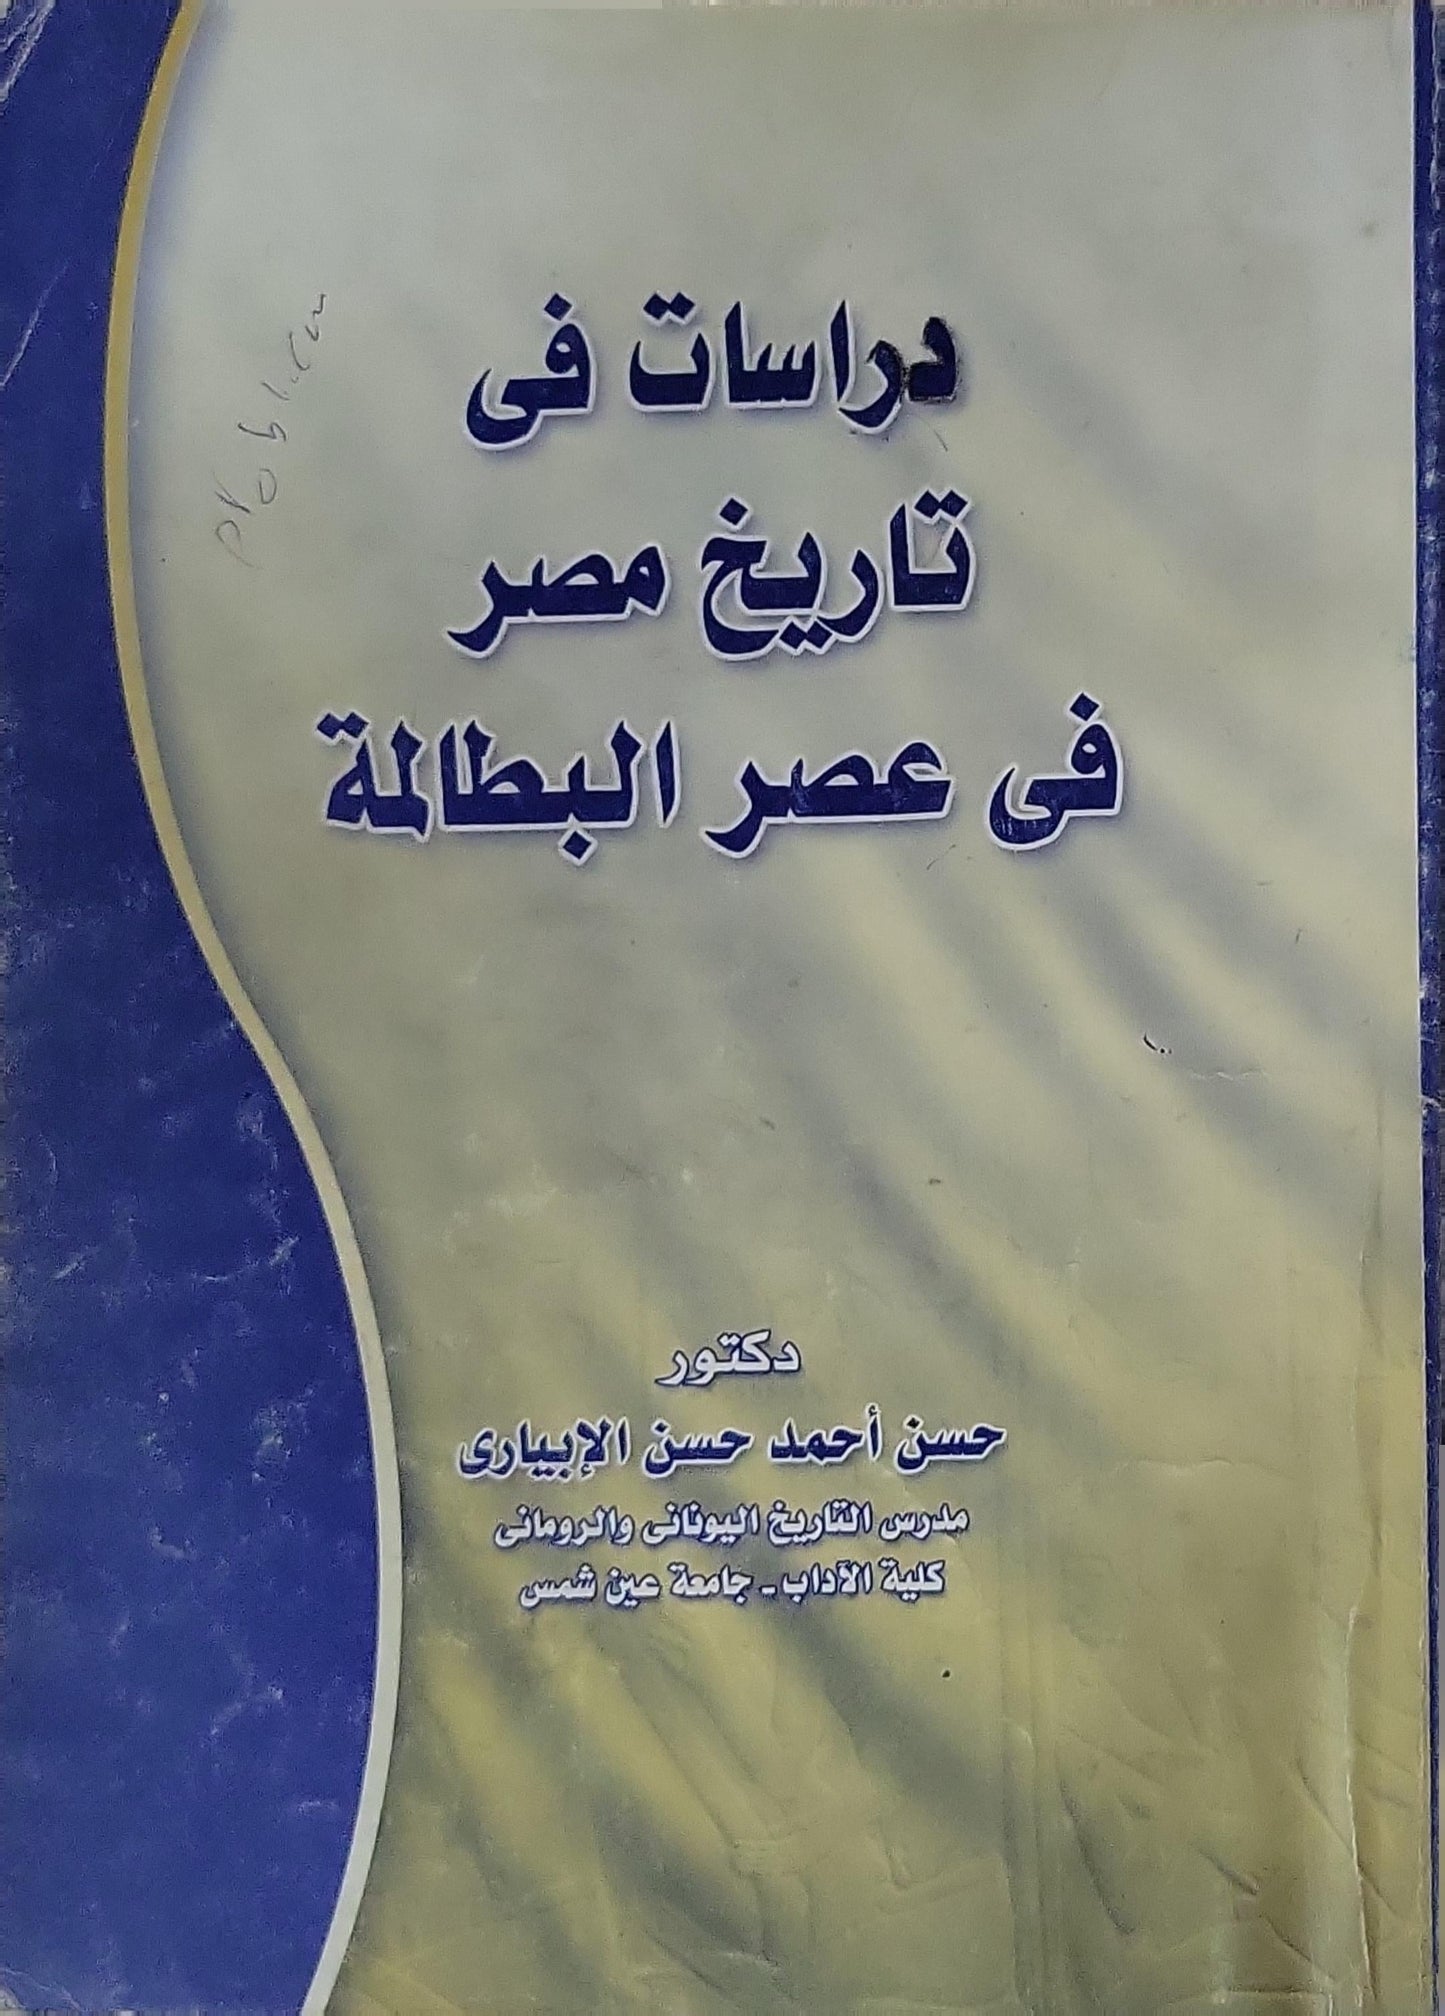 دراسات فى
تاريخ مصر
فى عصر البطالمة
دكتور
حسن أحمد حسن الإبيارى
مدرس التاريخ اليونانى والرومانى
كلية الآداب - جامعة عين شمس